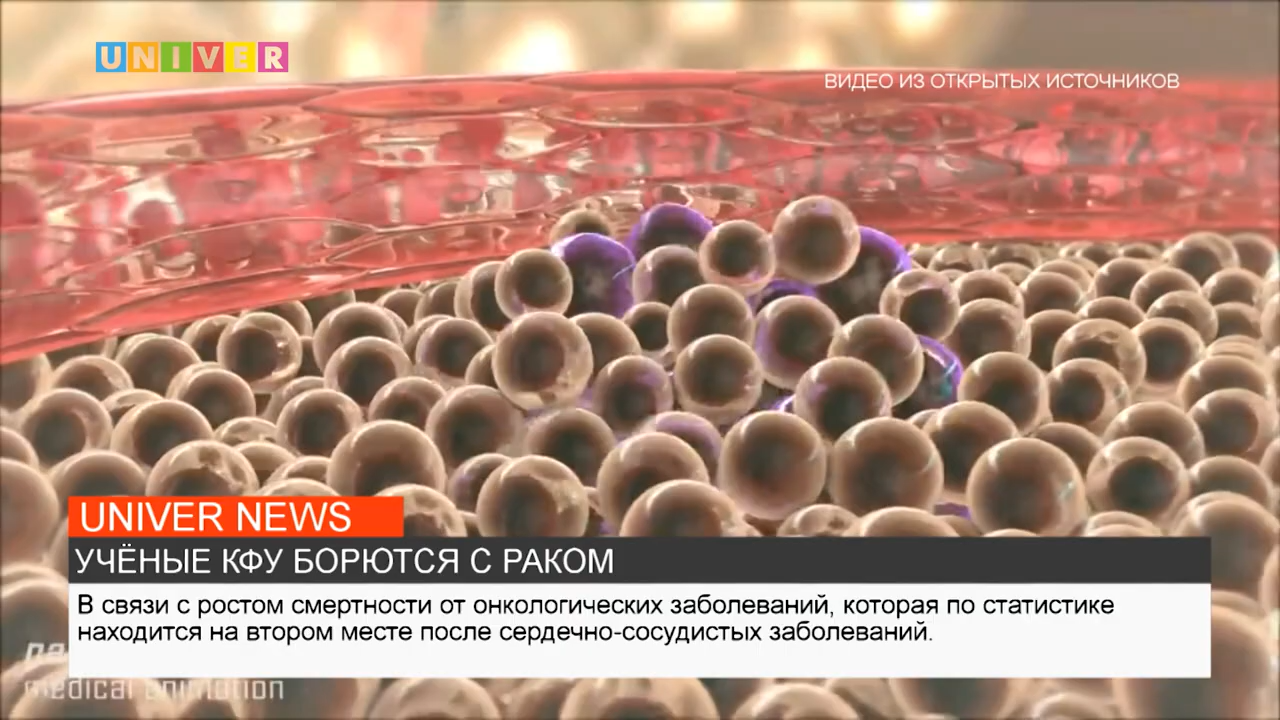 UNIVER
ВИДЕО ИЗ ОТКРЫТЫХ ИСТОЧНИКОВ
UNIVER NEWS
УЧЁНЫЕ КФУ БОРЮТСЯ С РАКОМ
В связи с ростом смертности от онкологических заболеваний, которая по статистике
находится на втором месте после сердечно-сосудистых заболеваний.
medical animation